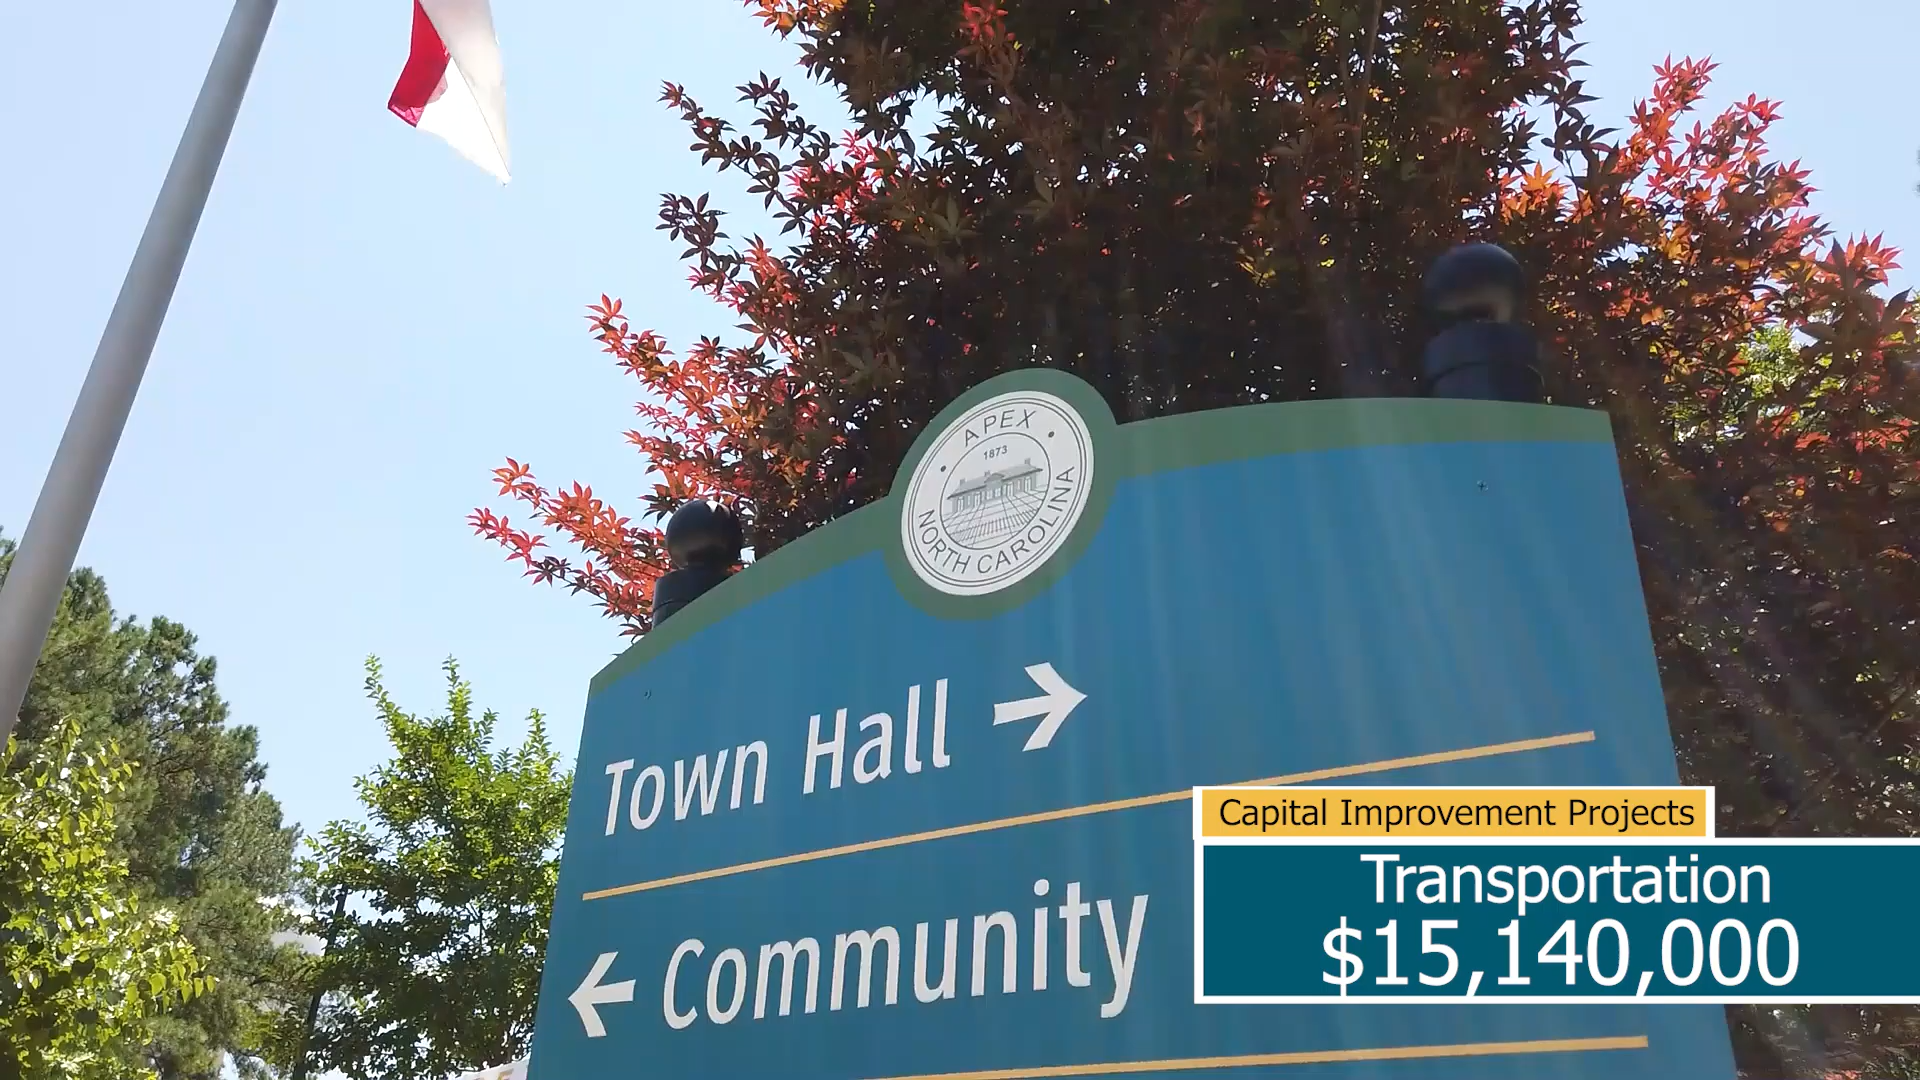 APEX
1873
NORTH CAROLINA
Town Hall →
← Community
Capital Improvement Projects
Transportation
$15,140,000